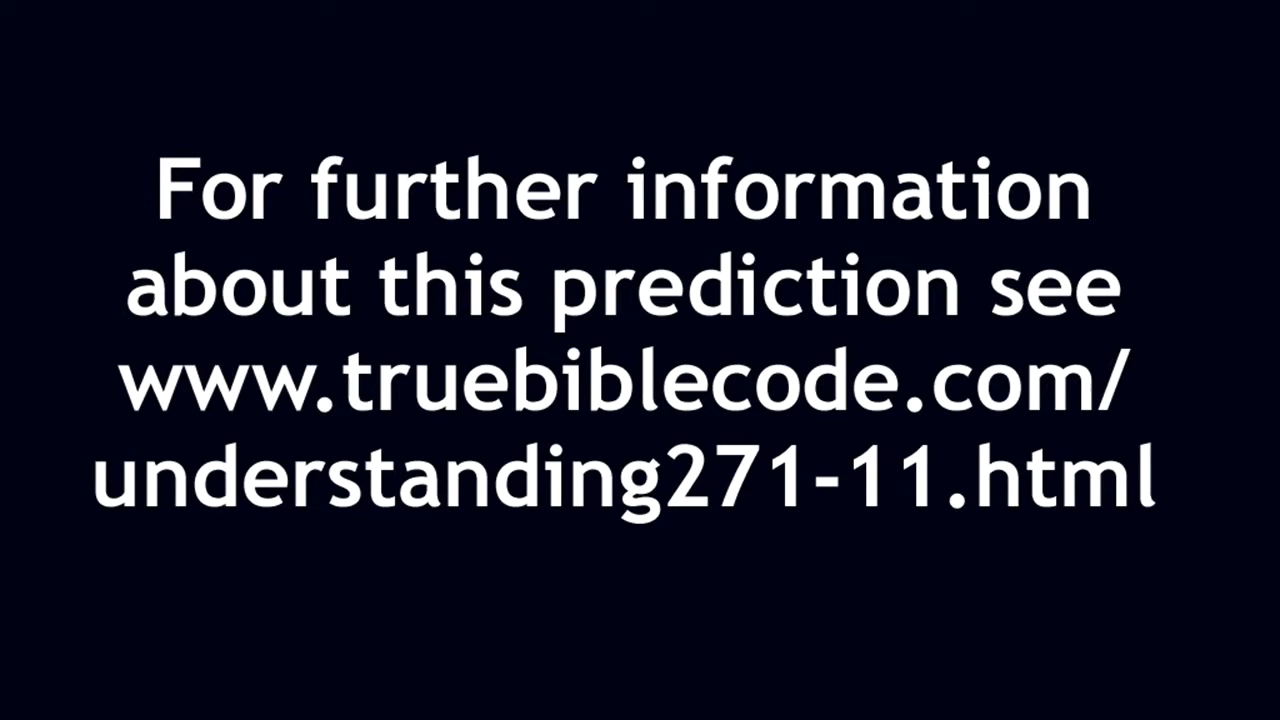 For further information
about this prediction see
www.truebiblecode.com/
understanding271-11.html